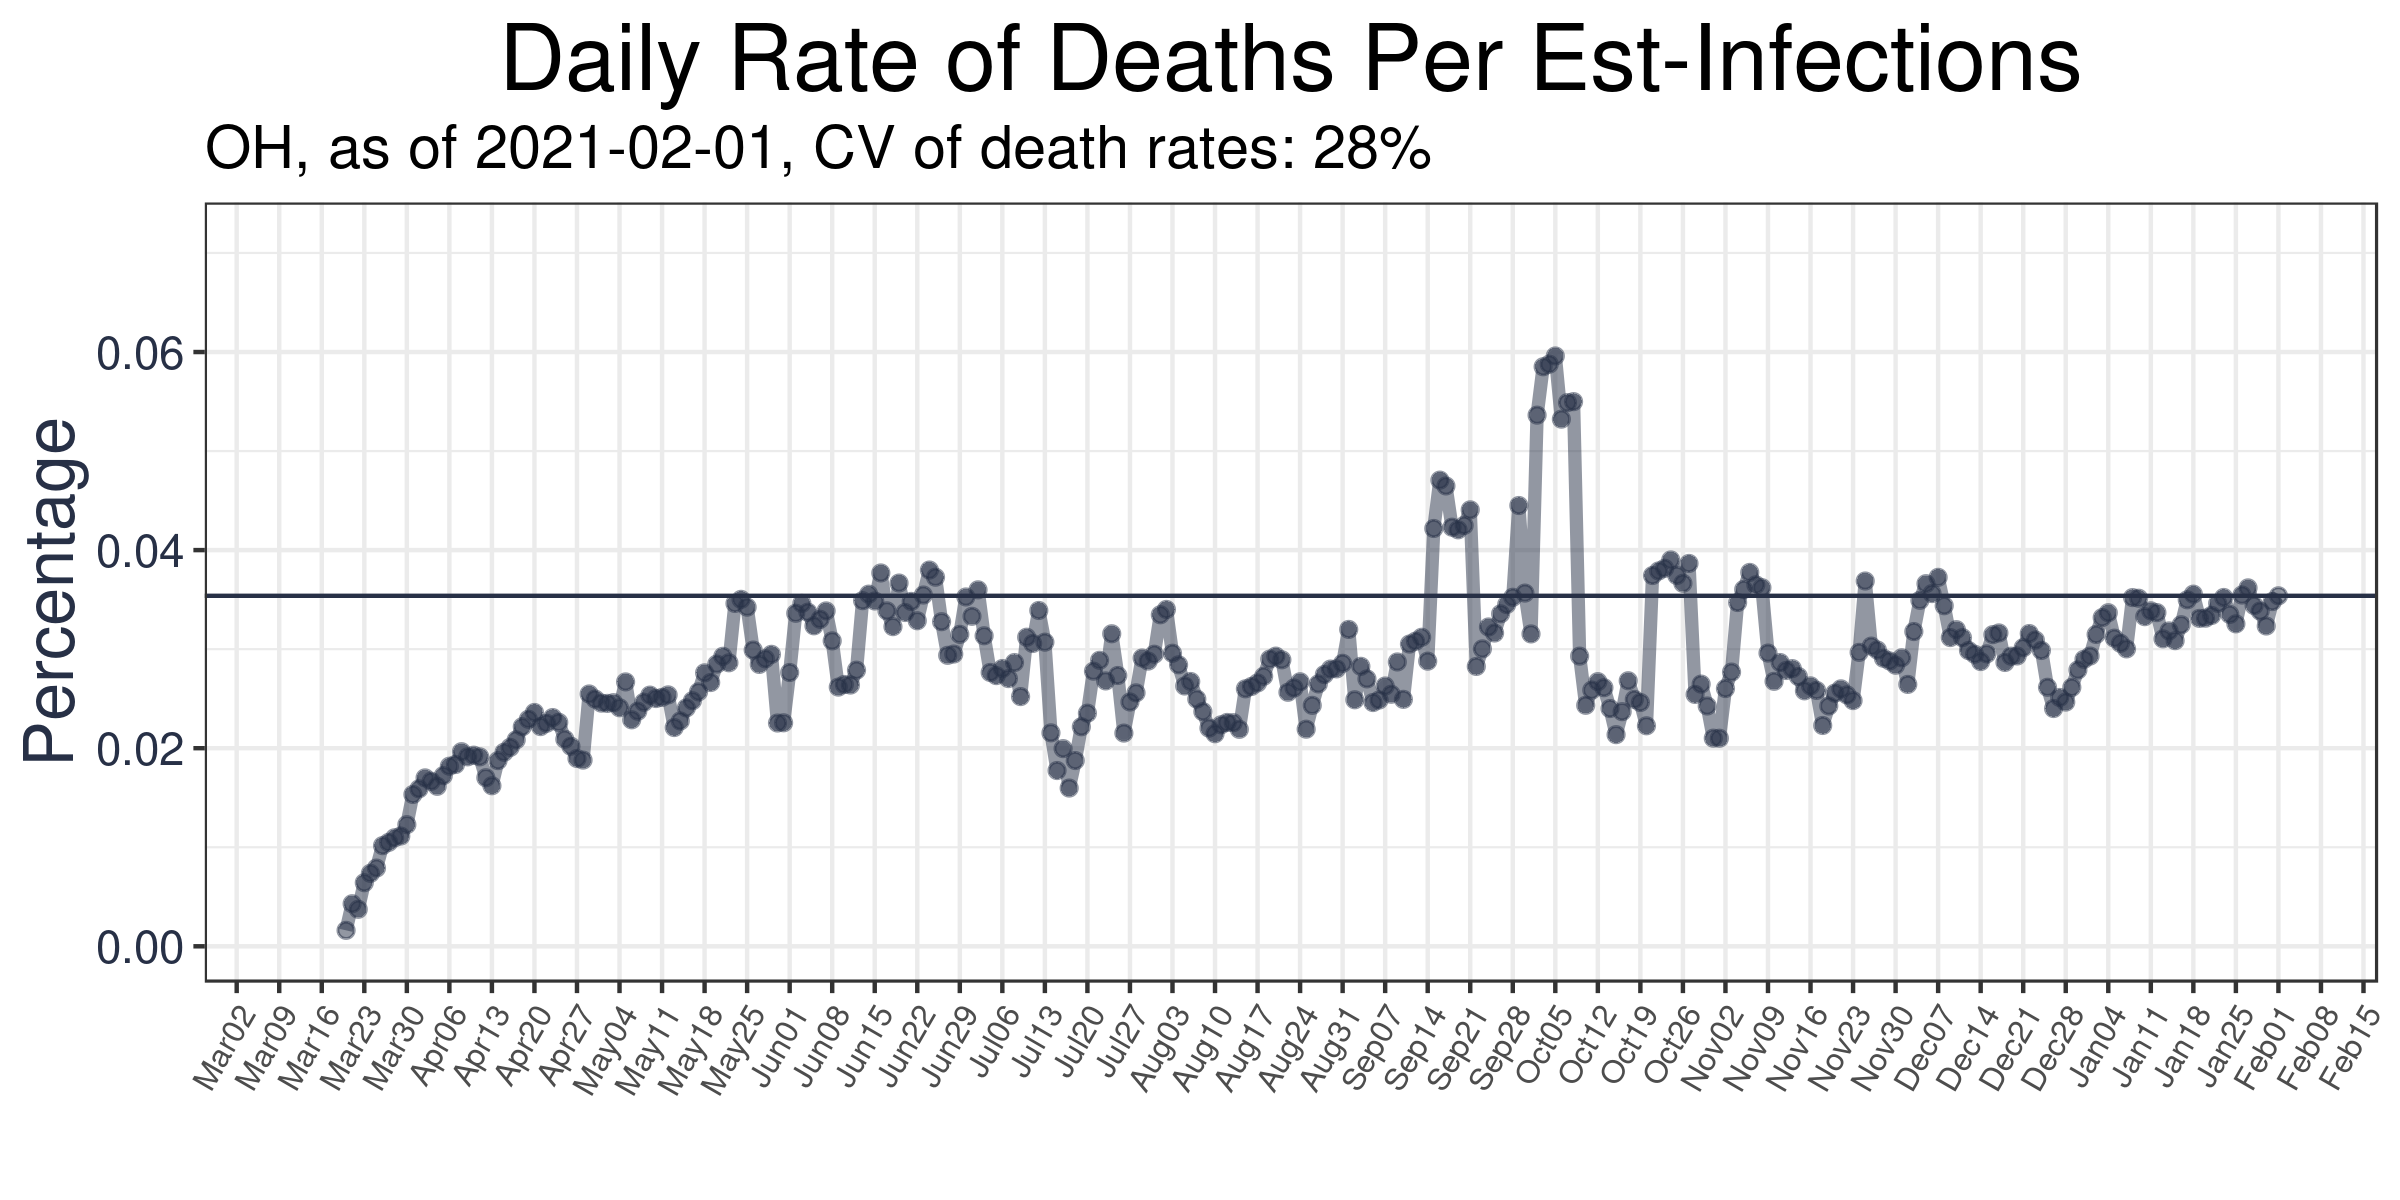 Daily Rate of Deaths Per Est-Infections
OH, as of 2021-02-01, CV of death rates: 28%
Percentage
0.06
0.04
0.02
0.00
Mar02
Mar09
Mar16
Mar23
Mar30
Apr06
Apr13
Apr20
Apr27
May04
May11
May18
May25
Jun01
Jun08
Jun15
Jun22
Jun29
Jul06
Jul13
Jul20
Jul27
Aug03
Aug10
Aug17
Aug24
Aug31
Sep07
Sep14
Sep21
Sep28
Oct05
Oct12
Oct19
Oct26
Nov02
Nov09
Nov16
Nov23
Nov30
Dec07
Dec14
Dec21
Dec28
Jan04
Jan11
Jan18
Jan25
Feb01
Feb08
Feb15